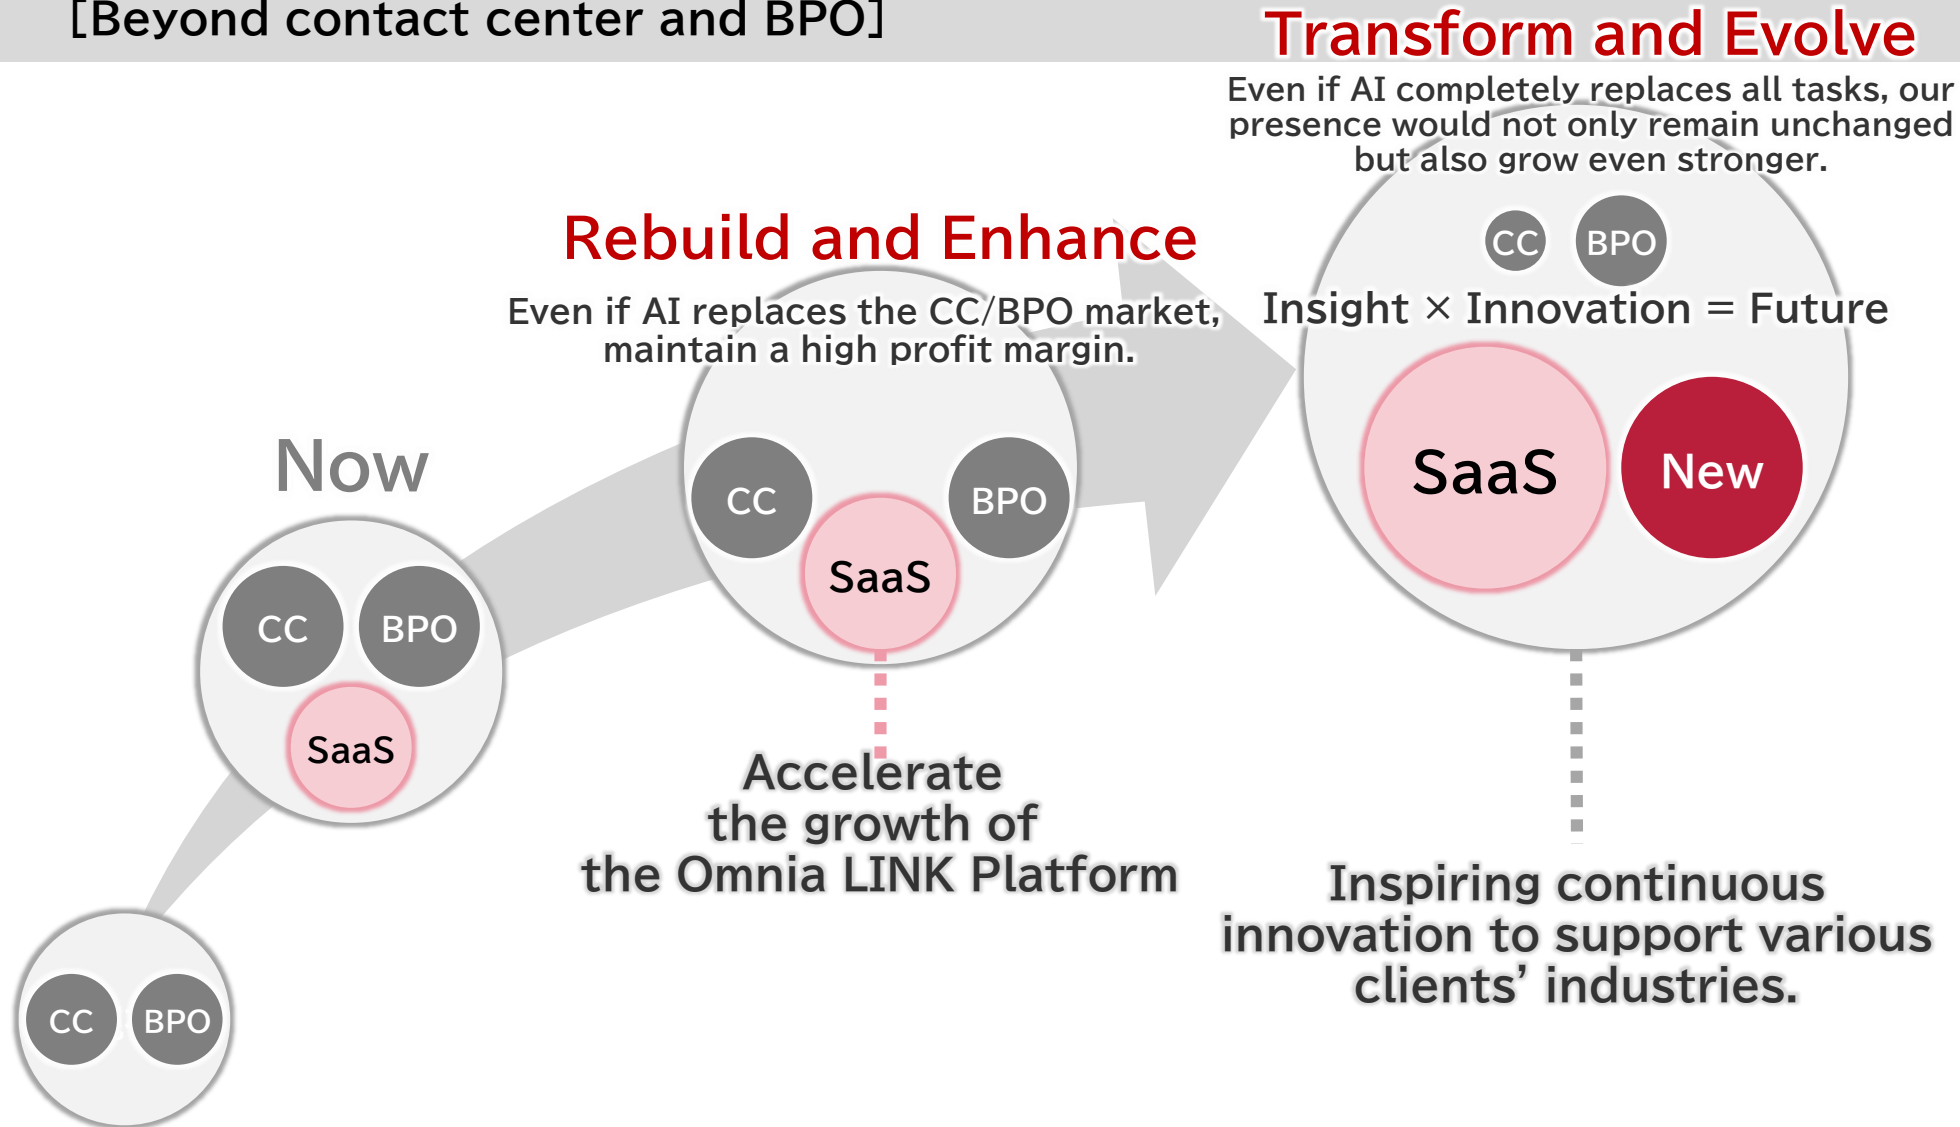 [Beyond contact center and BPO]
Transform and Evolve
Even if AI completely replaces all tasks, our
presence would not only remain unchanged
but also grow even stronger.
CC
BPO
Insight × Innovation = Future
SaaS
New
Rebuild and Enhance
Even if AI replaces the CC/BPO market,
maintain a high profit margin.
CC
BPO
SaaS
Now
CC
BPO
SaaS
Accelerate
the growth of
the Omnia LINK Platform
Inspiring continuous
innovation to support various
clients’ industries.
CC
BPO